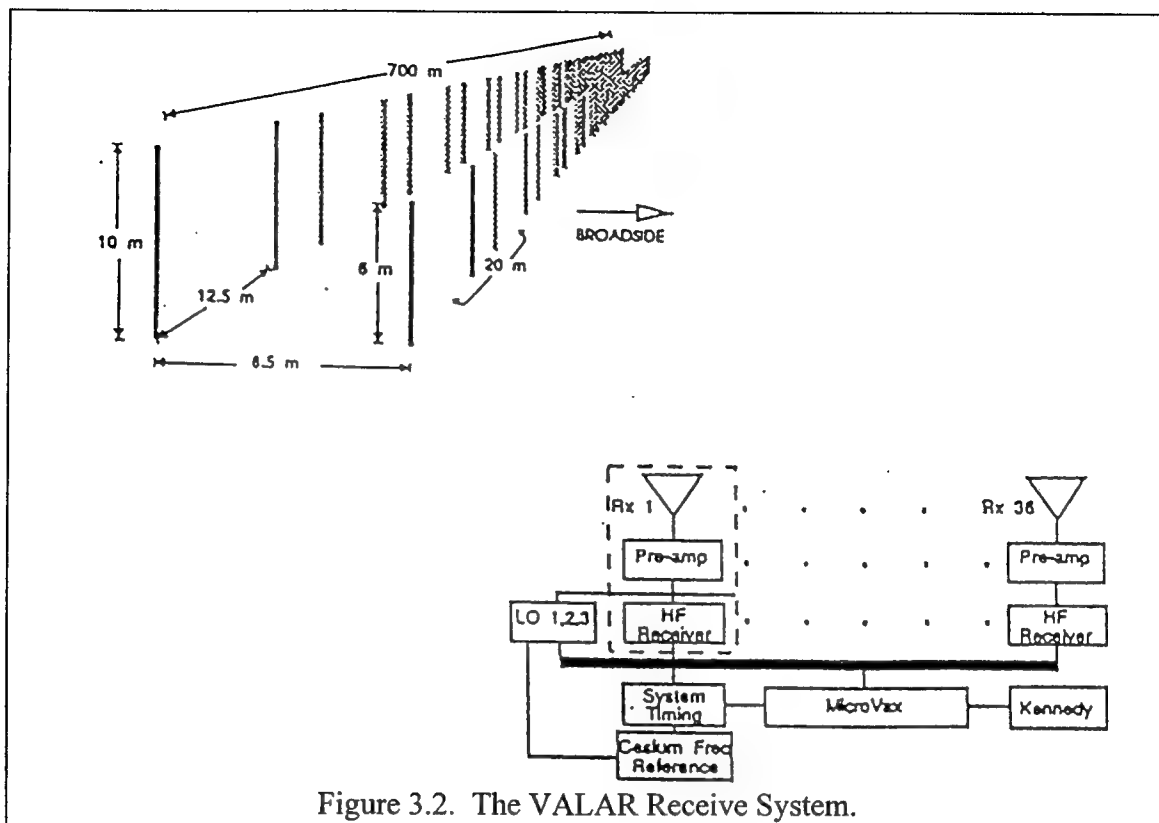 700 m
10 m
12.5 m
6 m
20 m
BROADSIDE
6.5 m
Rx 1
Rx 36
Pre-amp
Pre-amp
LO 1,2,3
HF
Receiver
HF
Receiver
System
Timing
MicroVax
Kennedy
Cesium Freq
Reference
Figure 3.2. The VALAR Receive System.